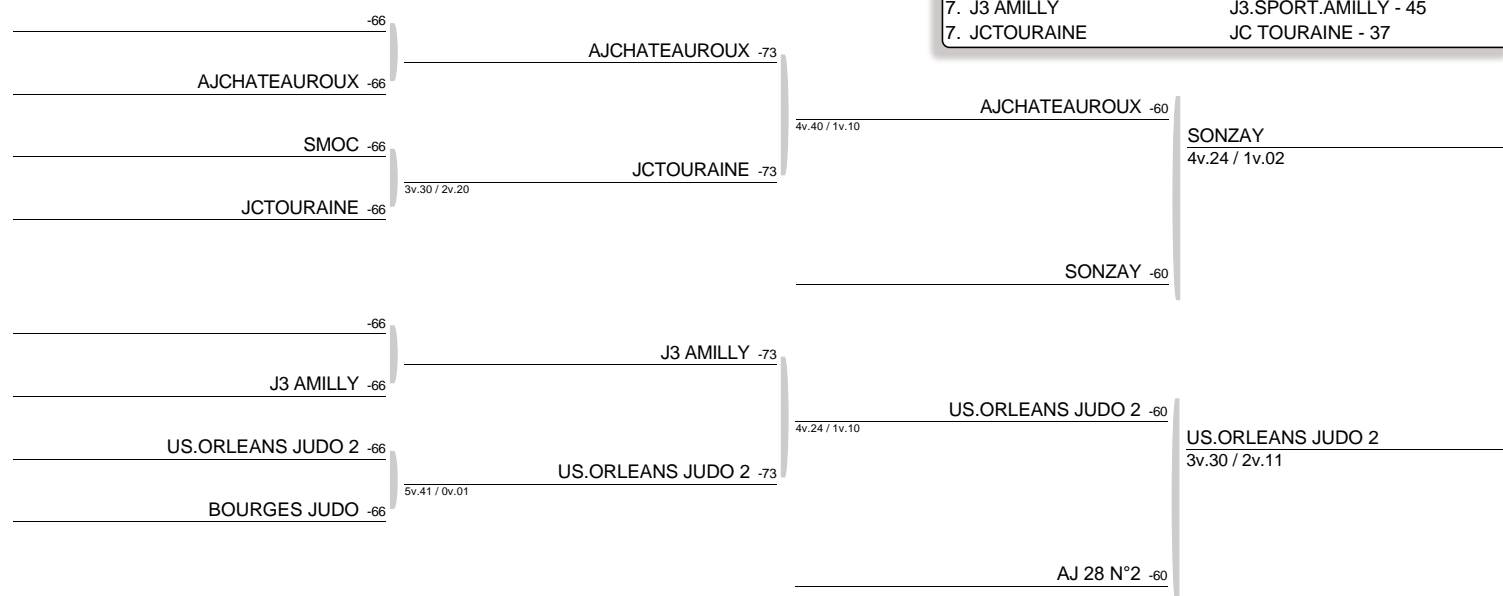 7. J3 AMILLY J3.SPORT.AMILLY - 45
7. JCTOURAINE JC TOURAINE - 37
-66
AJCHATEAUROUX -66
SMOC -66
JCTOURAINE -66
-66
J3 AMILLY -66
US.ORLEANS JUDO 2 -66
BOURGES JUDO -66
AJCHATEAUROUX -73
JCTOURAINE -73
3v.30 / 2v.20
J3 AMILLY -73
US.ORLEANS JUDO 2 -73
5v.41 / 0v.01
AJCHATEAUROUX -60
4v.40 / 1v.10
SONZAY -60
US.ORLEANS JUDO 2 -60
4v.24 / 1v.10
AJ 28 N°2 -60
SONZAY
4v.24 / 1v.02
US.ORLEANS JUDO 2
3v.30 / 2v.11